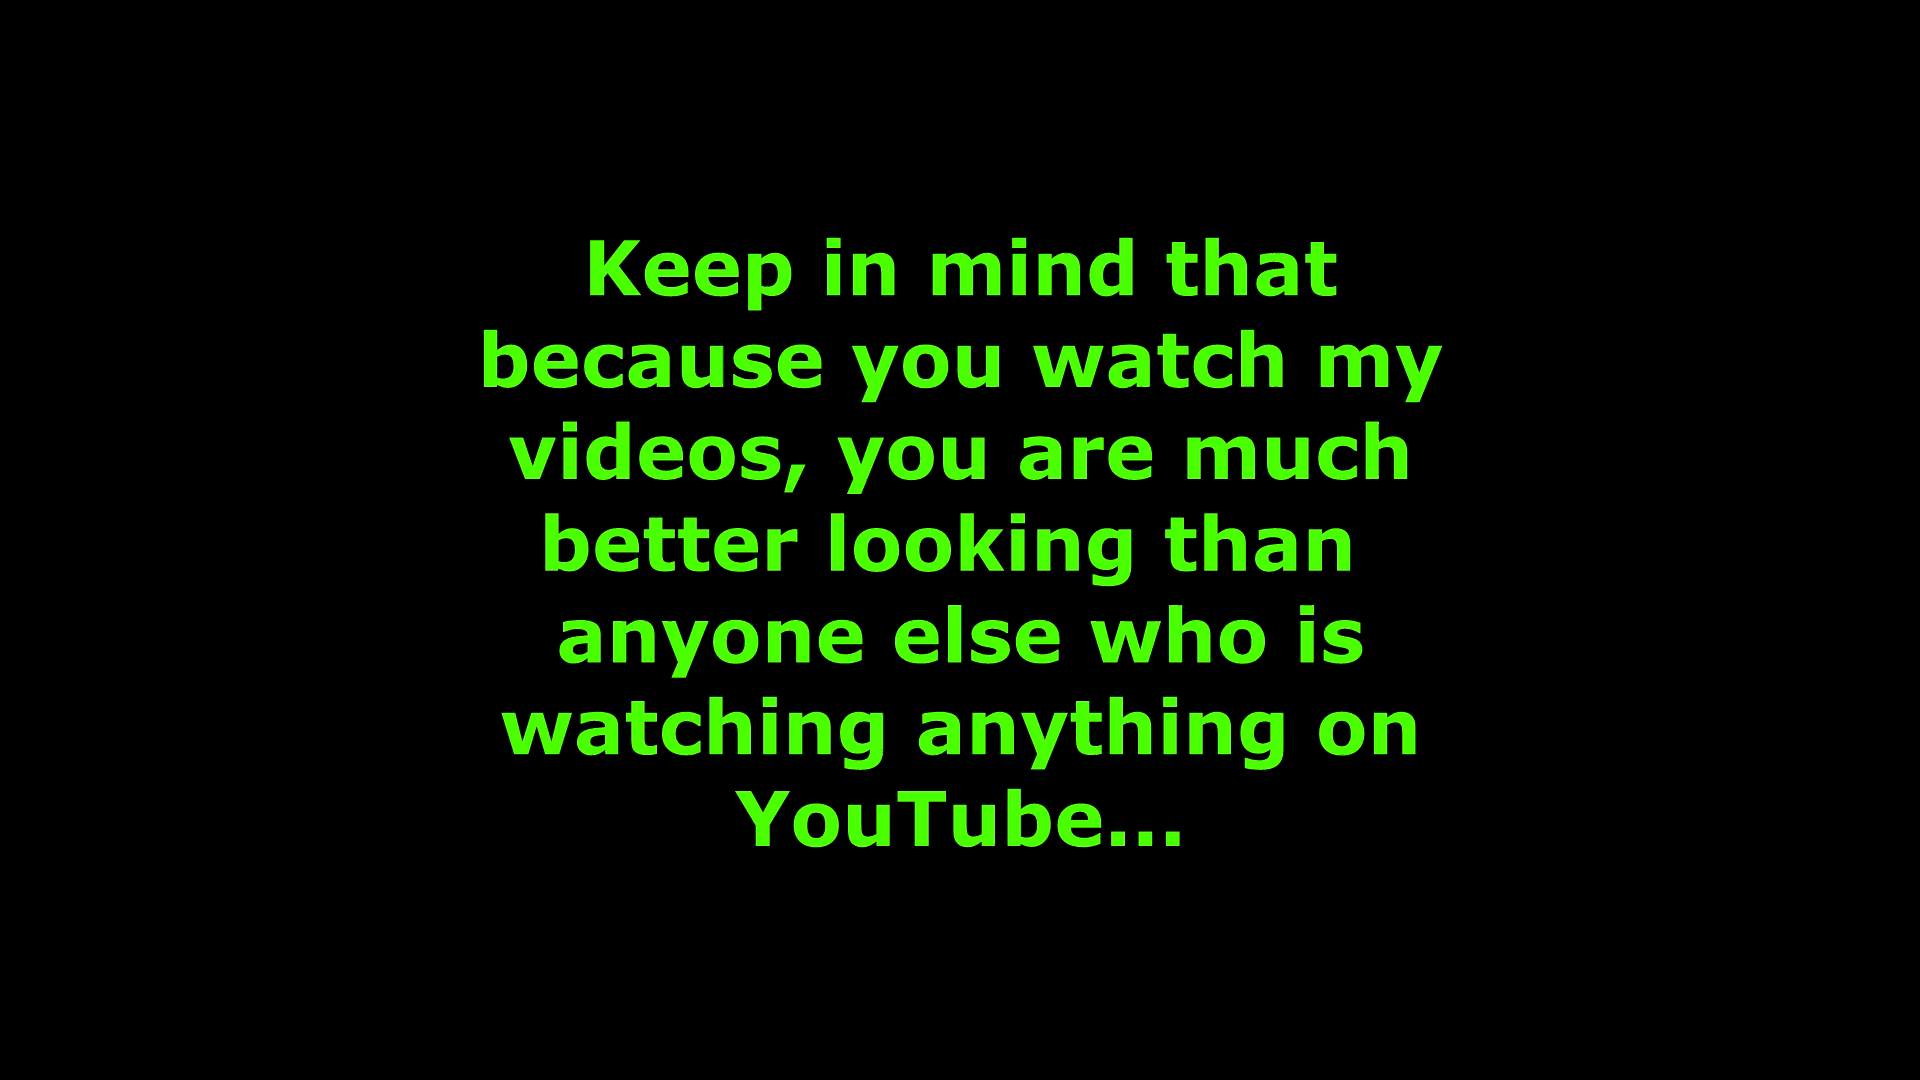 Keep in mind that
because you watch my
videos, you are much
better looking than
anyone else who is
watching anything on
YouTube...